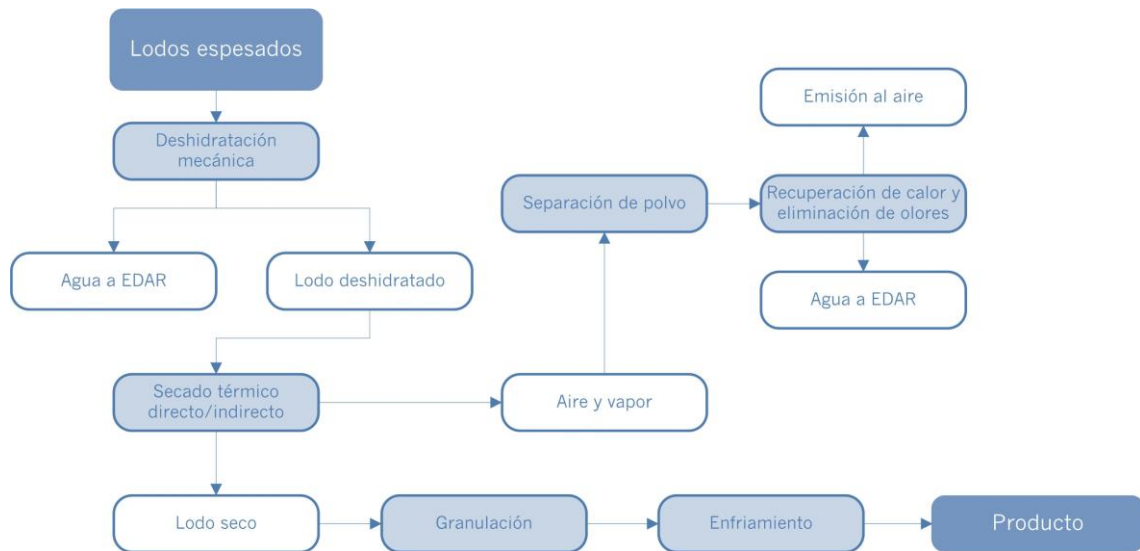 Lodos espesados
Deshidratación
mecánica
Agua a EDAR
Lodo deshidratado
Secado térmico
directo/indirecto
Aire y vapor
Separación de polvo
Recuperación de calor y
eliminación de olores
Emisión al aire
Agua a EDAR
Lodo seco
Granulación
Enfriamiento
Producto